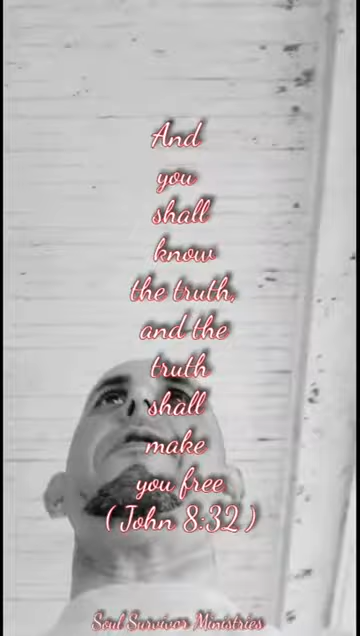 And
you
shall
know
the truth,
and the
truth
shall
make
you free
( John 8:32 )
Soul Survivor Ministries